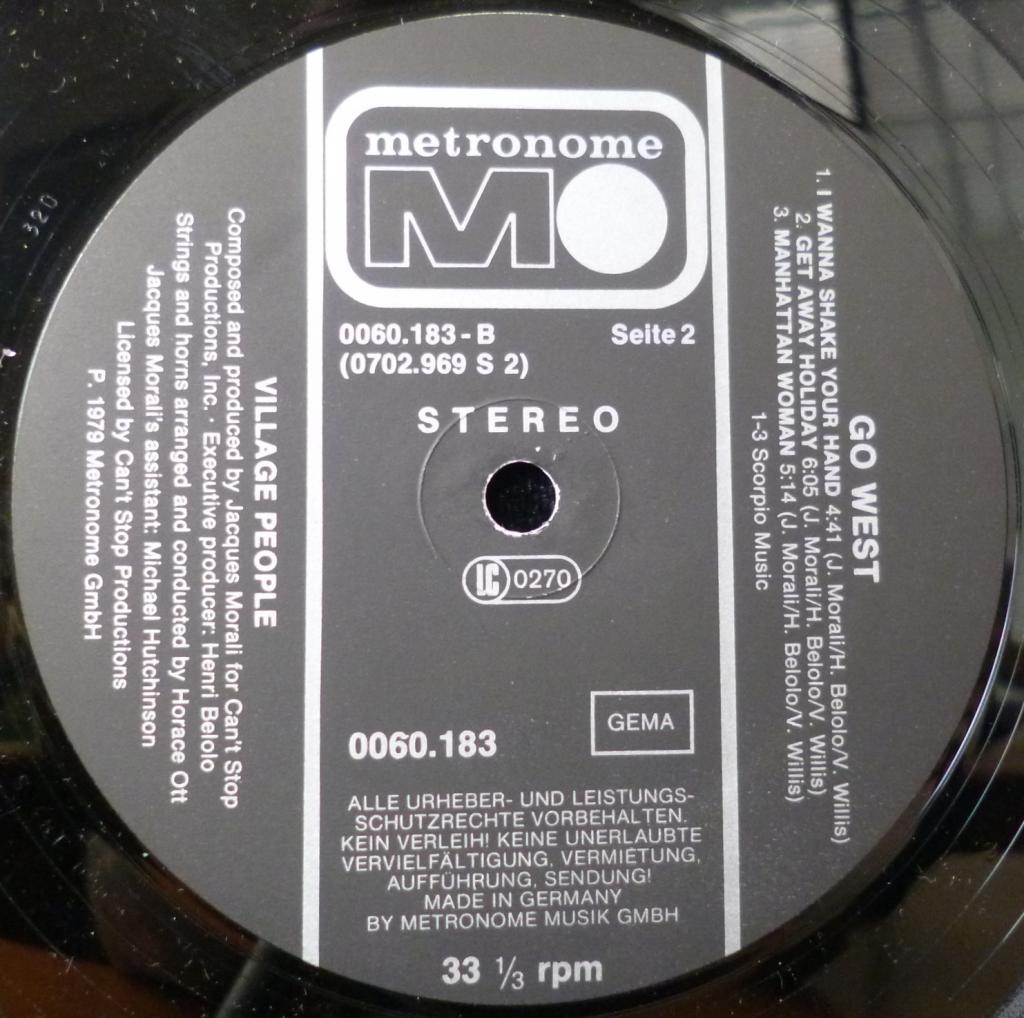 metronome
MO
0060.183-B
Seite 2
(0702.969 S 2)
STEREO
LC 0270
GEMA
0060.183
ALLE URHEBER- UND LEISTUNGS-
SCHUTZRECHTE VORBEHALTEN.
KEIN VERLEIH! KEINE UNERLAUBTE
VERVIELFÄLTIGUNG, VERMIETUNG,
AUFFÜHRUNG, SENDUNG!
MADE IN GERMANY
BY METRONOME MUSIK GMBH
33 ⅓ rpm
GO WEST
1. I WANNA SHAKE YOUR HAND 4:41 (J. Morali/H. Belolo/V. Willis)
2. GET AWAY HOLIDAY 6:05 (J. Morali/H. Belolo/V. Willis)
3. MANHATTAN WOMAN 5:14 (J. Morali/H. Belolo/V. Willis)
1-3 Scorpio Music
VILLAGE PEOPLE
Composed and produced by Jacques Morali for Can't Stop
Productions, Inc. · Executive producer: Henri Belolo
Strings and horns arranged and conducted by Horace Ott
Jacques Morali's assistant: Michael Hutchinson
Licensed by Can't Stop Productions
P. 1979 Metronome GmbH
320